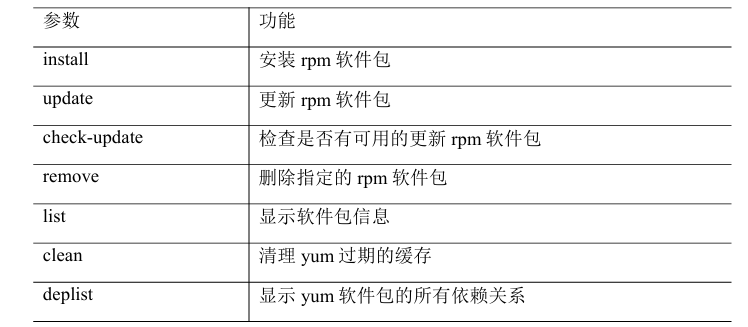 参数 功能
install 安装 rpm 软件包
update 更新 rpm 软件包
check-update 检查是否有可用的更新 rpm 软件包
remove 删除指定的 rpm 软件包
list 显示软件包信息
clean 清理 yum 过期的缓存
deplist 显示 yum 软件包的所有依赖关系